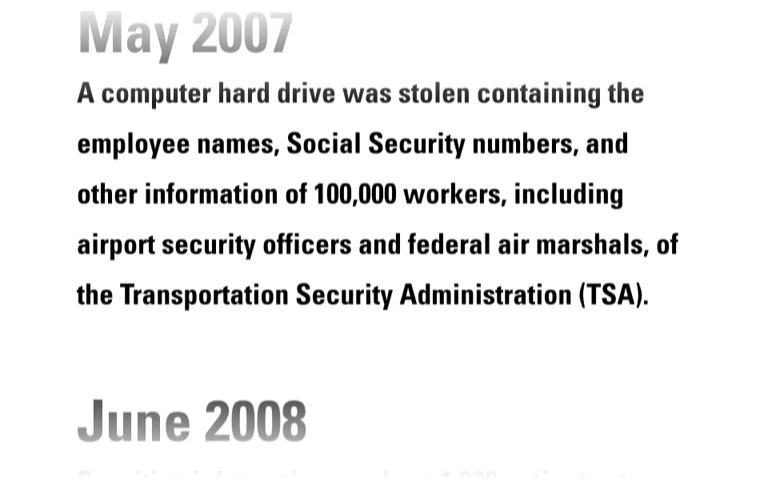 May 2007
A computer hard drive was stolen containing the
employee names, Social Security numbers, and
other information of 100,000 workers, including
airport security officers and federal air marshals, of
the Transportation Security Administration (TSA).
June 2008